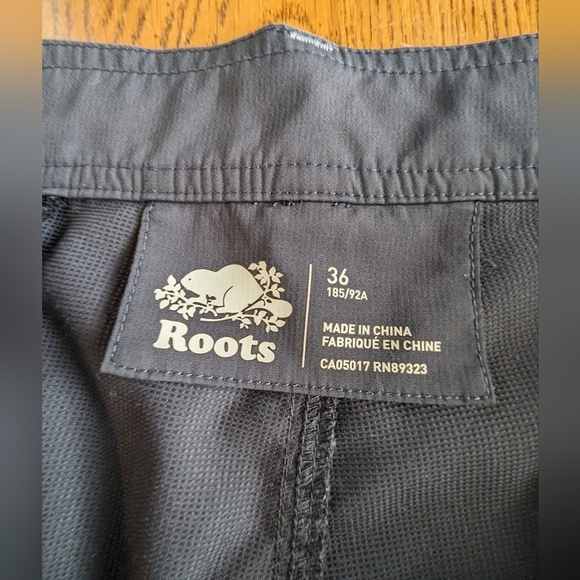 Roots
36
185/92A
MADE IN CHINA
FABRIQUÉ EN CHINE
CA05017 RN89323